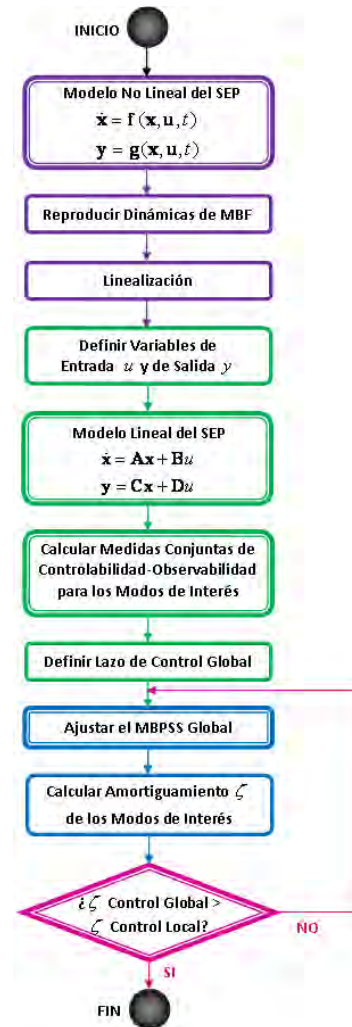 INICIO
Modelo No Lineal del SEP
ẋ = f (x, u, t)
y = g(x, u, t)
Reproducir Dinámicas de MBF
Linealización
Definir Variables de
Entrada u y de Salida y
Modelo Lineal del SEP
ẋ = Ax + Bu
y = Cx + Du
Calcular Medidas Conjuntas de
Controlabilidad-Observabilidad
para los Modos de Interés
Definir Lazo de Control Global
Ajustar el MBPSS Global
Calcular Amortiguamiento ζ
de los Modos de Interés
¿ζ Control Global >
ζ Control Local?
NO
SI
FIN